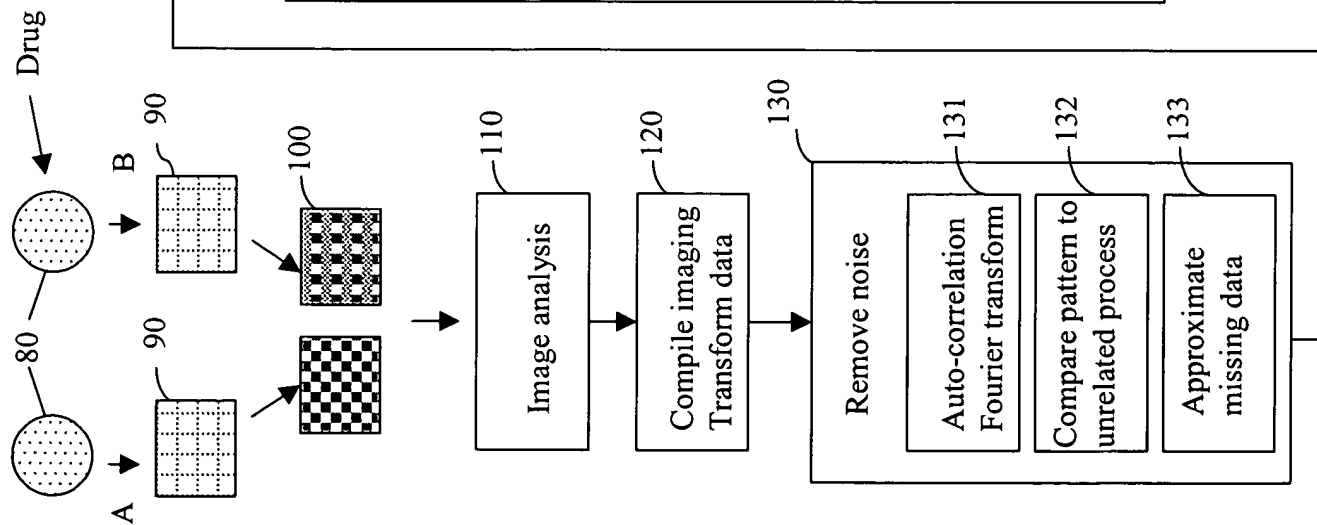 Drug
80
A
B
90
90
100
Image analysis
110
Compile imaging
Transform data
120
130
Remove noise
Auto-correlation
Fourier transform
131
Compare pattern to
unrelated process
132
Approximate
missing data
133